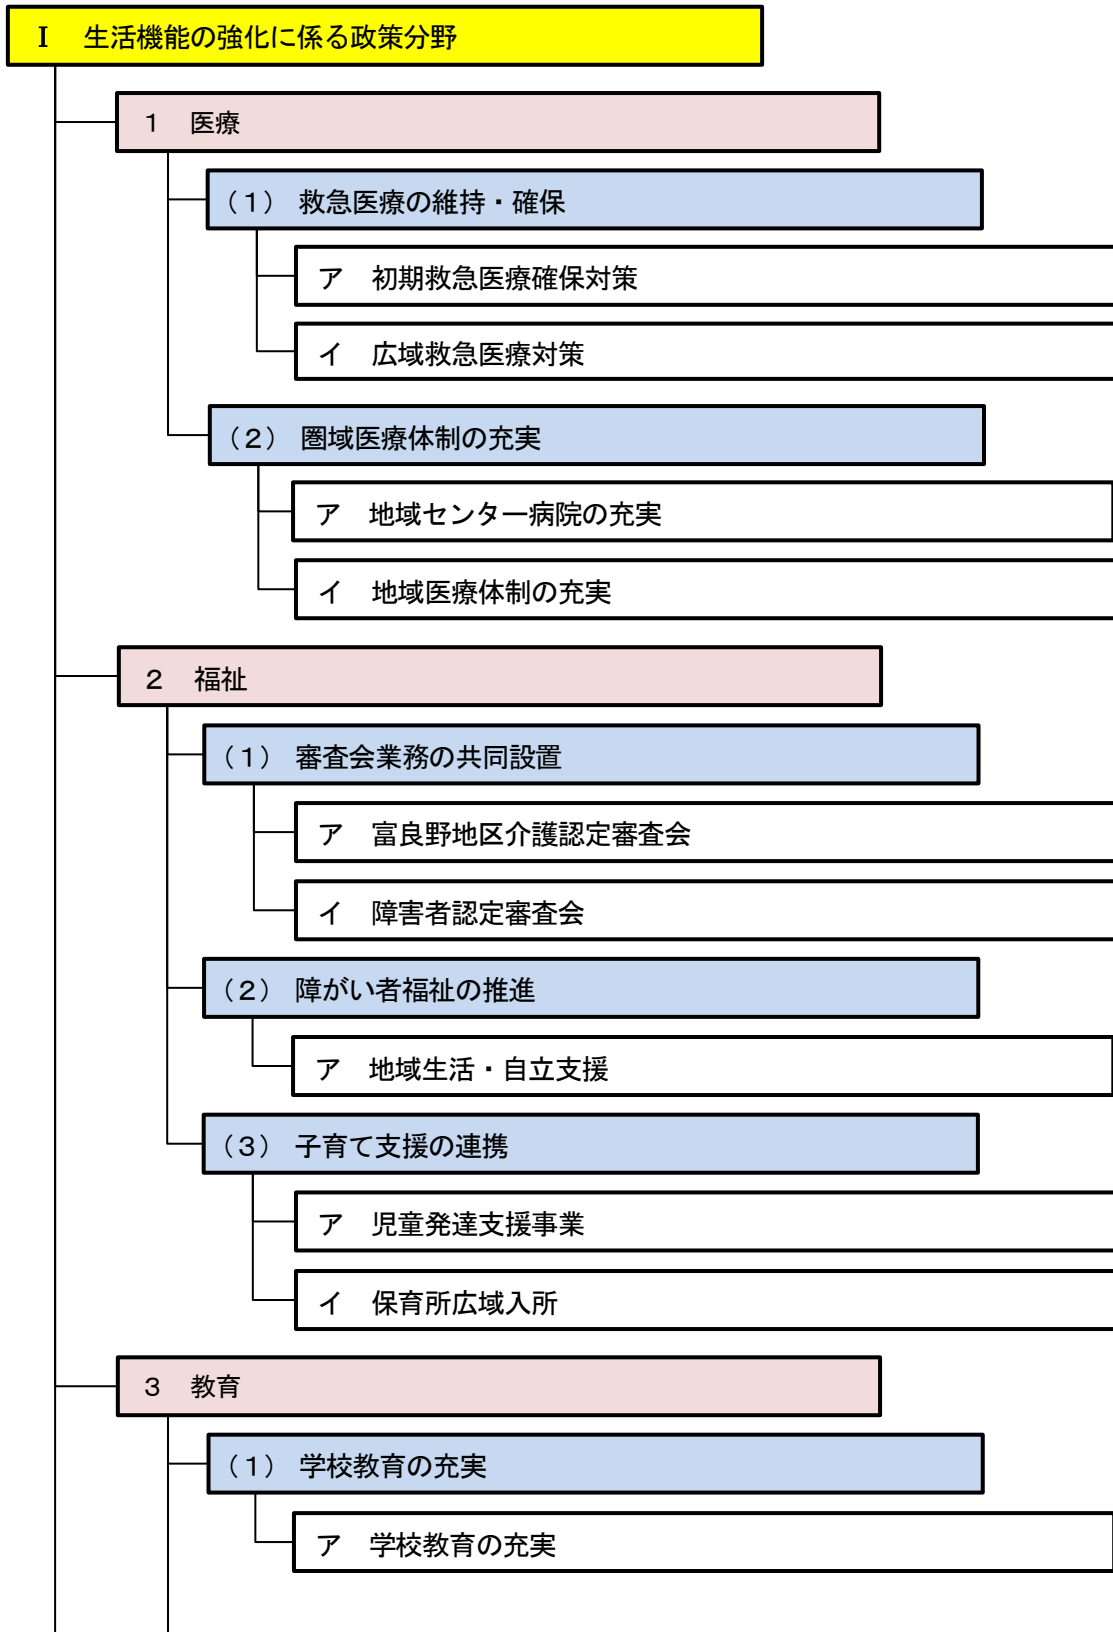 Ⅰ　生活機能の強化に係る政策分野
１　医療
（１）　救急医療の維持・確保
ア　初期救急医療確保対策
イ　広域救急医療対策
（２）　圏域医療体制の充実
ア　地域センター病院の充実
イ　地域医療体制の充実
２　福祉
（１）　審査会業務の共同設置
ア　富良野地区介護認定審査会
イ　障害者認定審査会
（２）　障がい者福祉の推進
ア　地域生活・自立支援
（３）　子育て支援の連携
ア　児童発達支援事業
イ　保育所広域入所
３　教育
（１）　学校教育の充実
ア　学校教育の充実